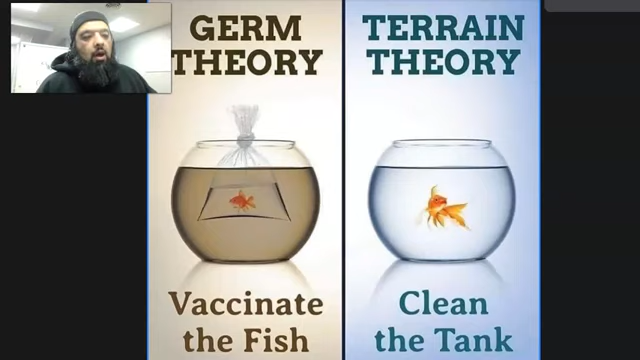 GERM
THEORY
Vaccinate
the Fish
TERRAIN
THEORY
Clean
the Tank